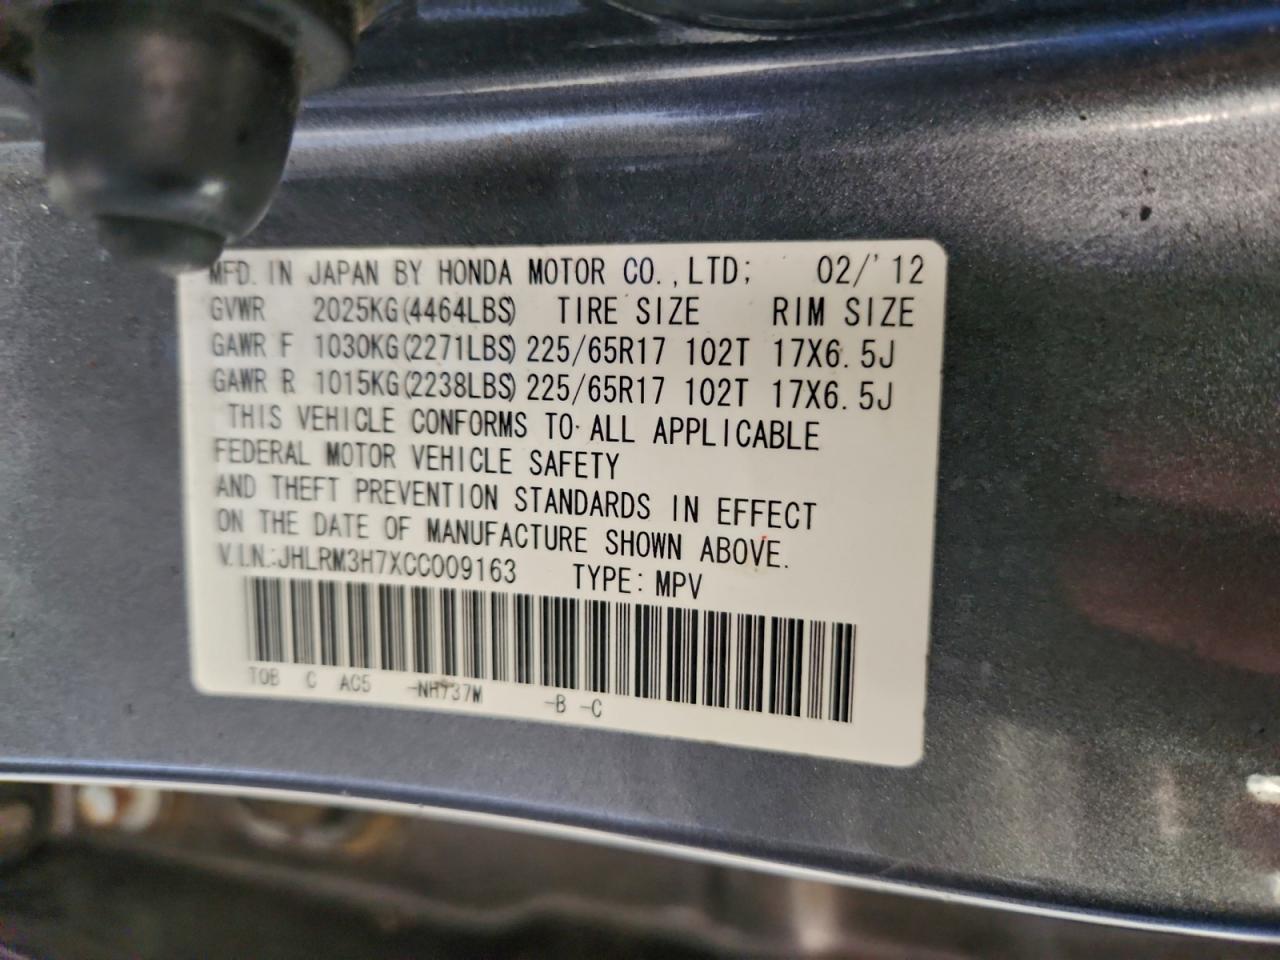 MFD. IN JAPAN BY HONDA MOTOR CO.,LTD; 02/'12
GVWR 2025KG(4464LBS) TIRE SIZE RIM SIZE
GAWR F 1030KG(2271LBS) 225/65R17 102T 17X6.5J
GAWR R 1015KG(2238LBS) 225/65R17 102T 17X6.5J
THIS VEHICLE CONFORMS TO ALL APPLICABLE
FEDERAL MOTOR VEHICLE SAFETY
AND THEFT PREVENTION STANDARDS IN EFFECT
ON THE DATE OF MANUFACTURE SHOWN ABOVE.
V.I.N.:JHLRM3H7XCC009163 TYPE: MPV
T0B C AC5 -NH737M -B -C